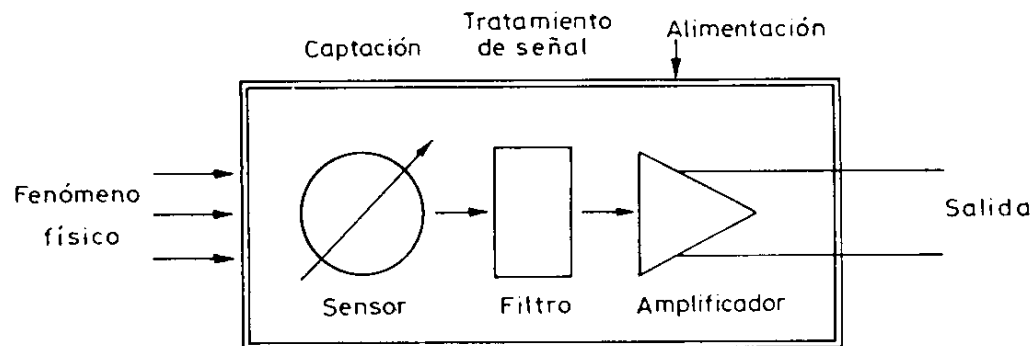 Captación
Tratamiento
de señal
Alimentación
Fenómeno
físico
Salida
Sensor
Filtro
Amplificador